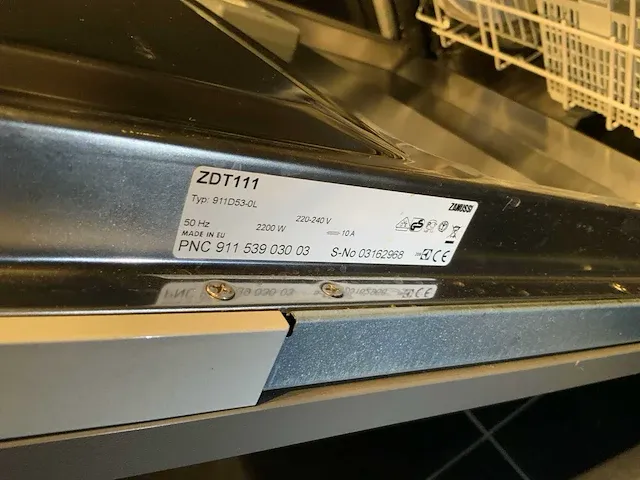 ZDT111
ZANUSSI
Typ: 911D53-0L
220-240 V
50 Hz
2200 W
10 A
MADE IN EU
PNC 911 539 030 03
S-No 03162968
CE